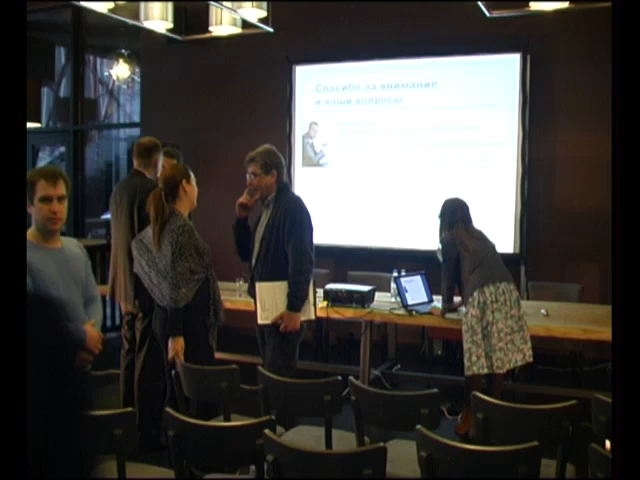 Спасибо за внимание
и ваши вопросы